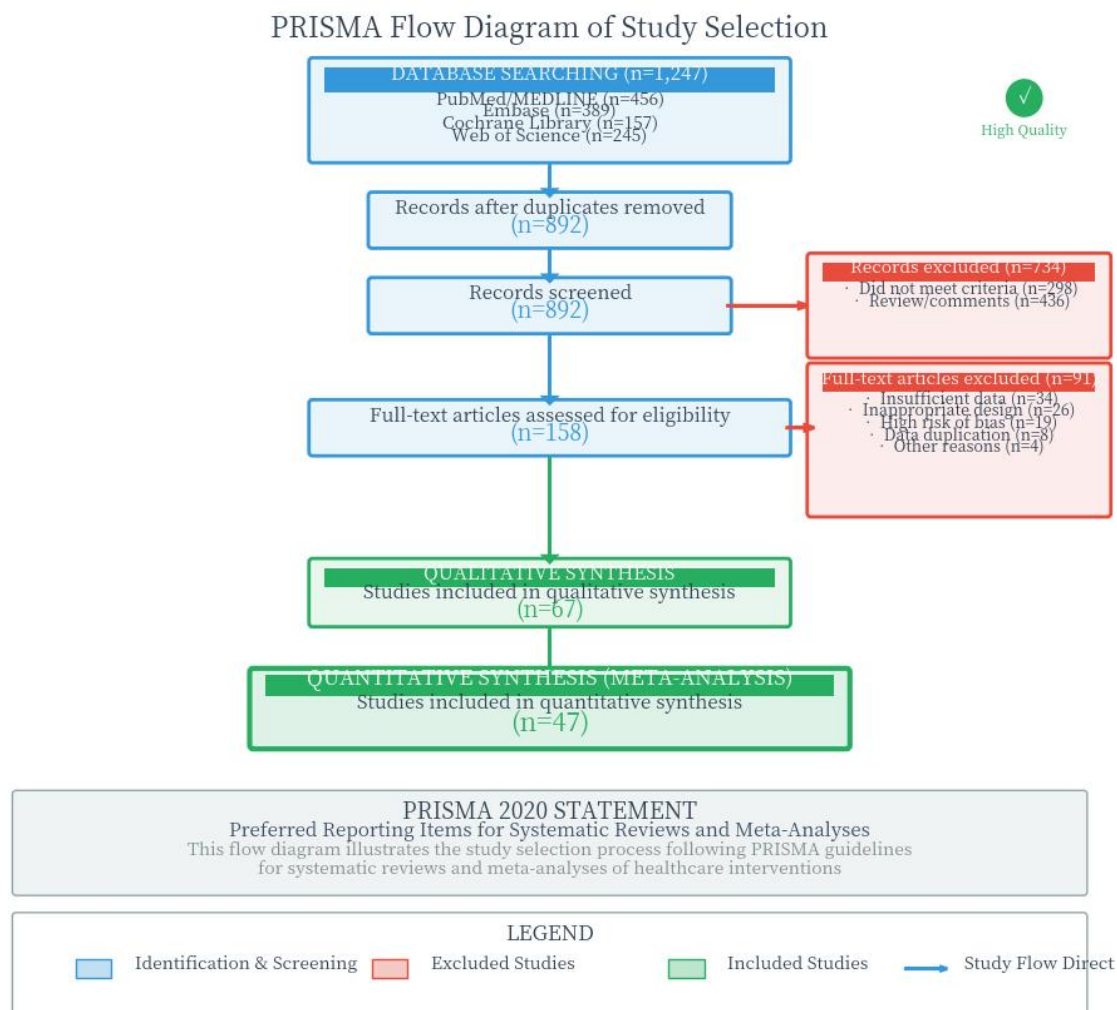 PRISMA Flow Diagram of Study Selection
DATABASE SEARCHING (n=1,247)
PubMed/MEDLINE (n=456)
Embase (n=389)
Cochrane Library (n=157)
Web of Science (n=245)
✓
High Quality
Records after duplicates removed
(n=892)
Records screened
(n=892)
Records excluded (n=734)
· Did not meet criteria (n=298)
· Review/comments (n=436)
Full-text articles assessed for eligibility
(n=158)
Full-text articles excluded (n=91)
· Insufficient data (n=34)
· Inappropriate design (n=26)
· High risk of bias (n=19)
· Data duplication (n=8)
· Other reasons (n=4)
QUALITATIVE SYNTHESIS
Studies included in qualitative synthesis
(n=67)
QUANTITATIVE SYNTHESIS (META-ANALYSIS)
Studies included in quantitative synthesis
(n=47)
PRISMA 2020 STATEMENT
Preferred Reporting Items for Systematic Reviews and Meta-Analyses
This flow diagram illustrates the study selection process following PRISMA guidelines
for systematic reviews and meta-analyses of healthcare interventions
LEGEND
Identification & Screening
Excluded Studies
Included Studies
Study Flow Direct